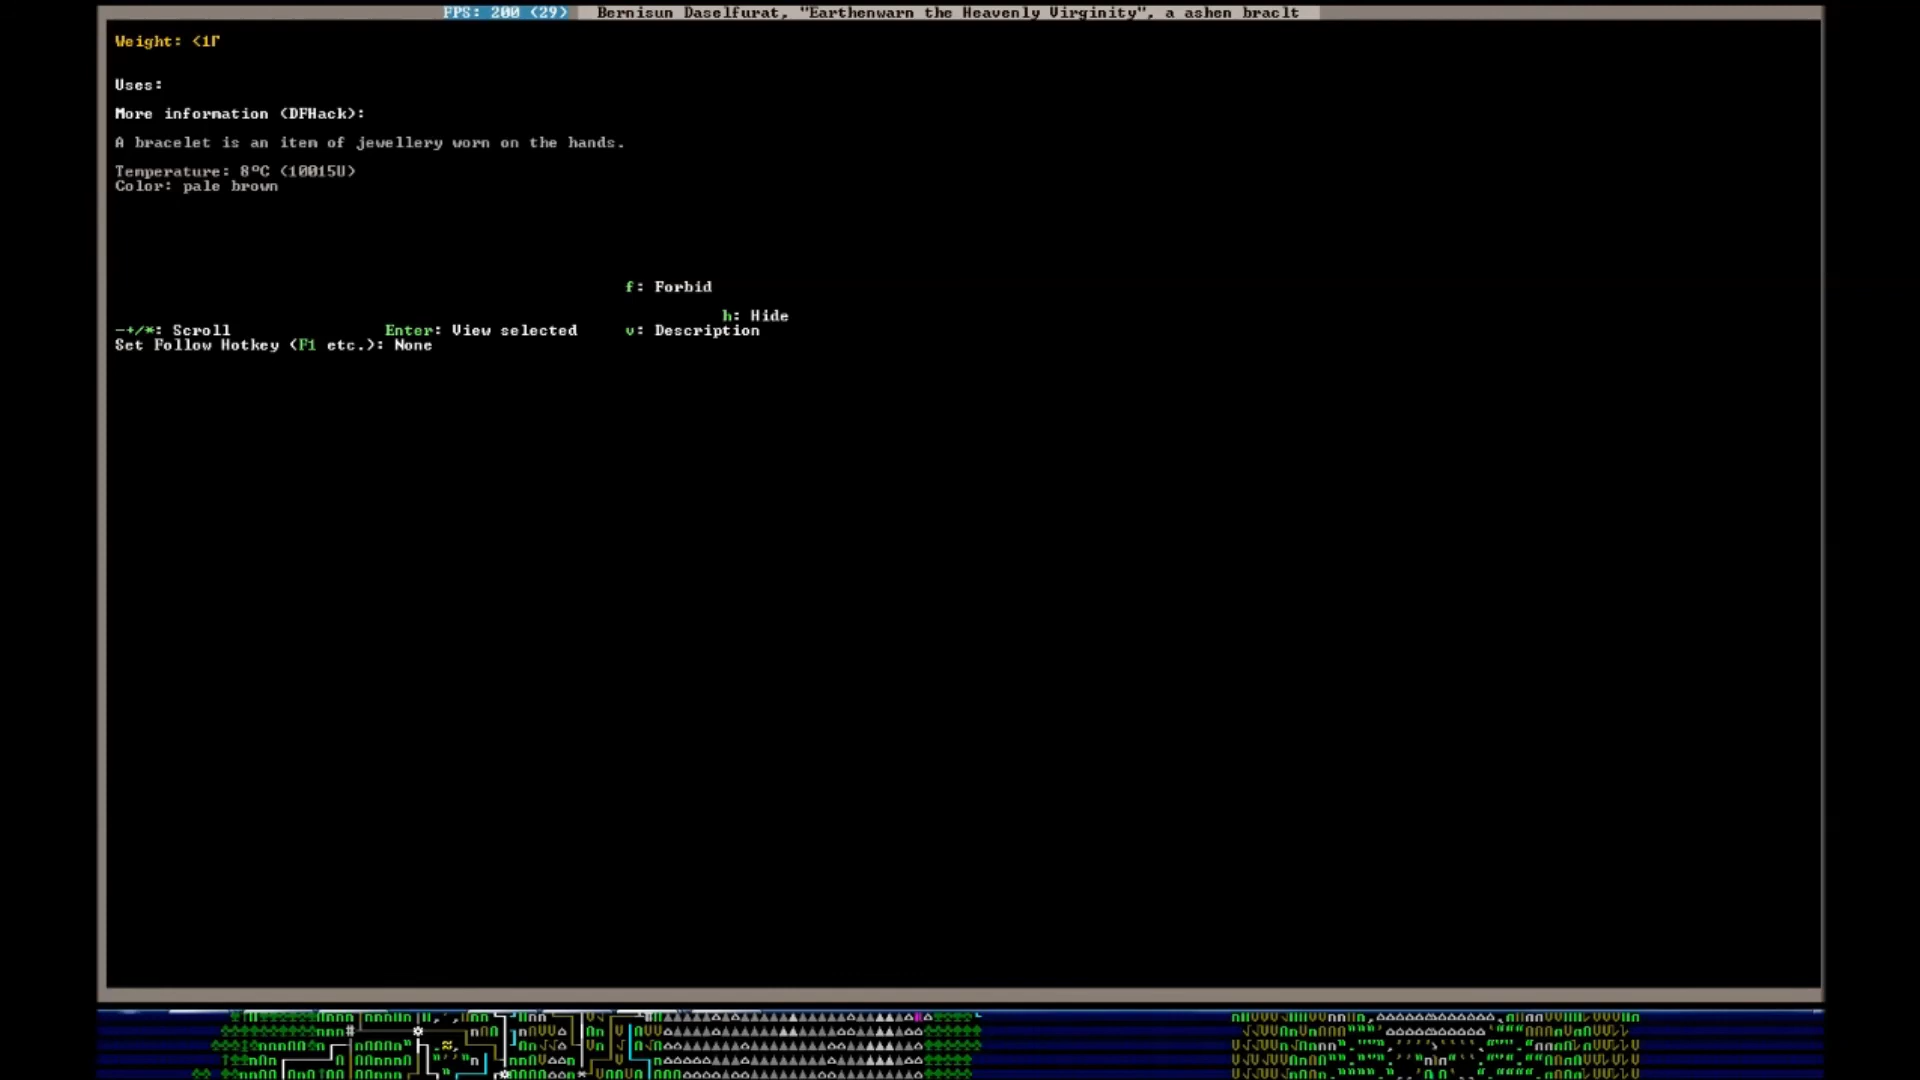 FPS: 200 (29) Bernisun Daselfurat, "Earthenwarn the Heavenly Virginity", a ashen braclt
Weight: <1Γ
Uses:
More information (DFHack):
A bracelet is an item of jewellery worn on the hands.
Temperature: 8°C (10015U)
Color: pale brown
f: Forbid
h: Hide
-+/*: Scroll Enter: View selected v: Description
Set Follow Hotkey (F1 etc.): None